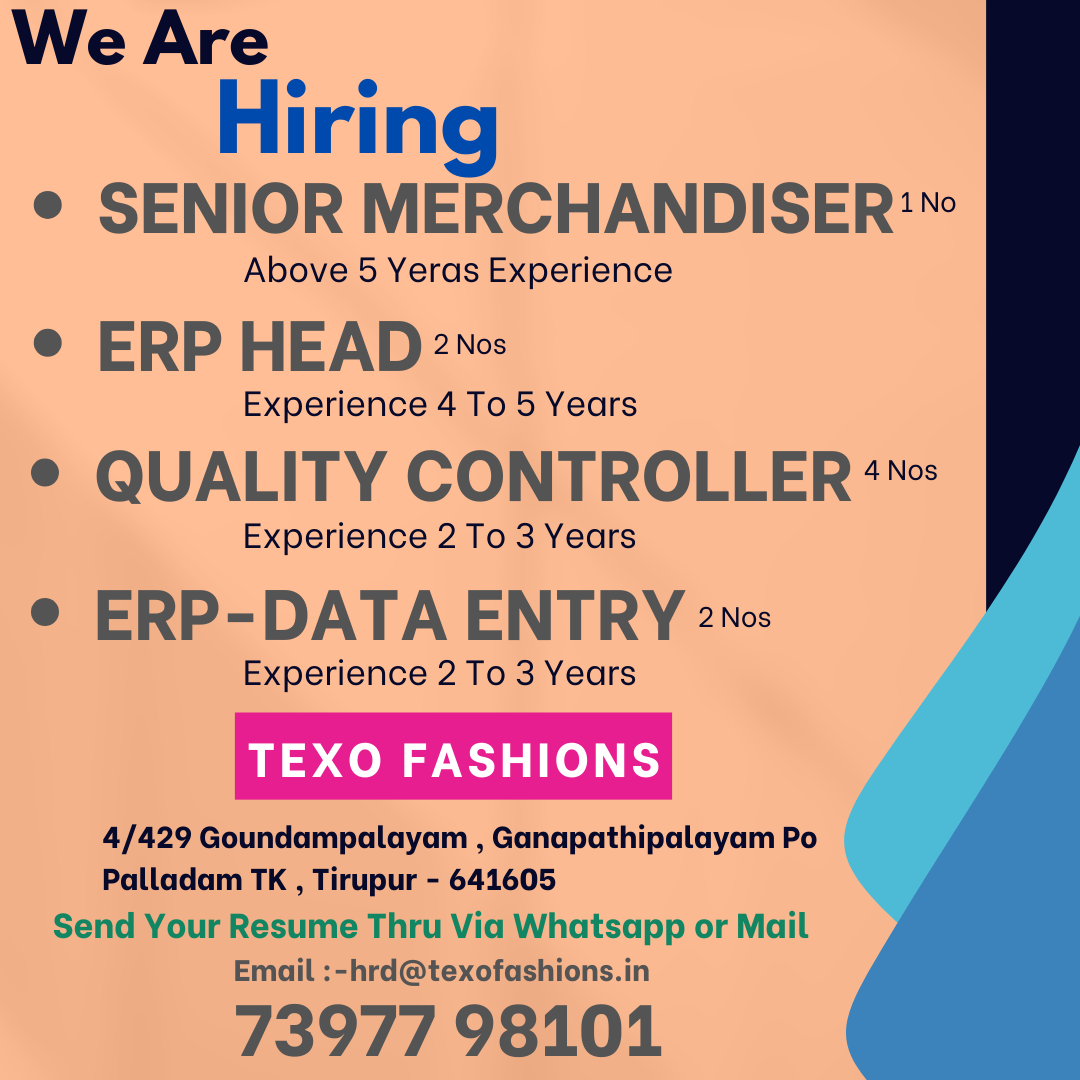 We Are
Hiring
• SENIOR MERCHANDISER 1 No
Above 5 Yeras Experience
• ERP HEAD 2 Nos
Experience 4 To 5 Years
• QUALITY CONTROLLER 4 Nos
Experience 2 To 3 Years
• ERP-DATA ENTRY 2 Nos
Experience 2 To 3 Years
TEXO FASHIONS
4/429 Goundampalayam , Ganapathipalayam Po
Palladam TK , Tirupur - 641605
Send Your Resume Thru Via Whatsapp or Mail
Email :-hrd@texofashions.in
73977 98101